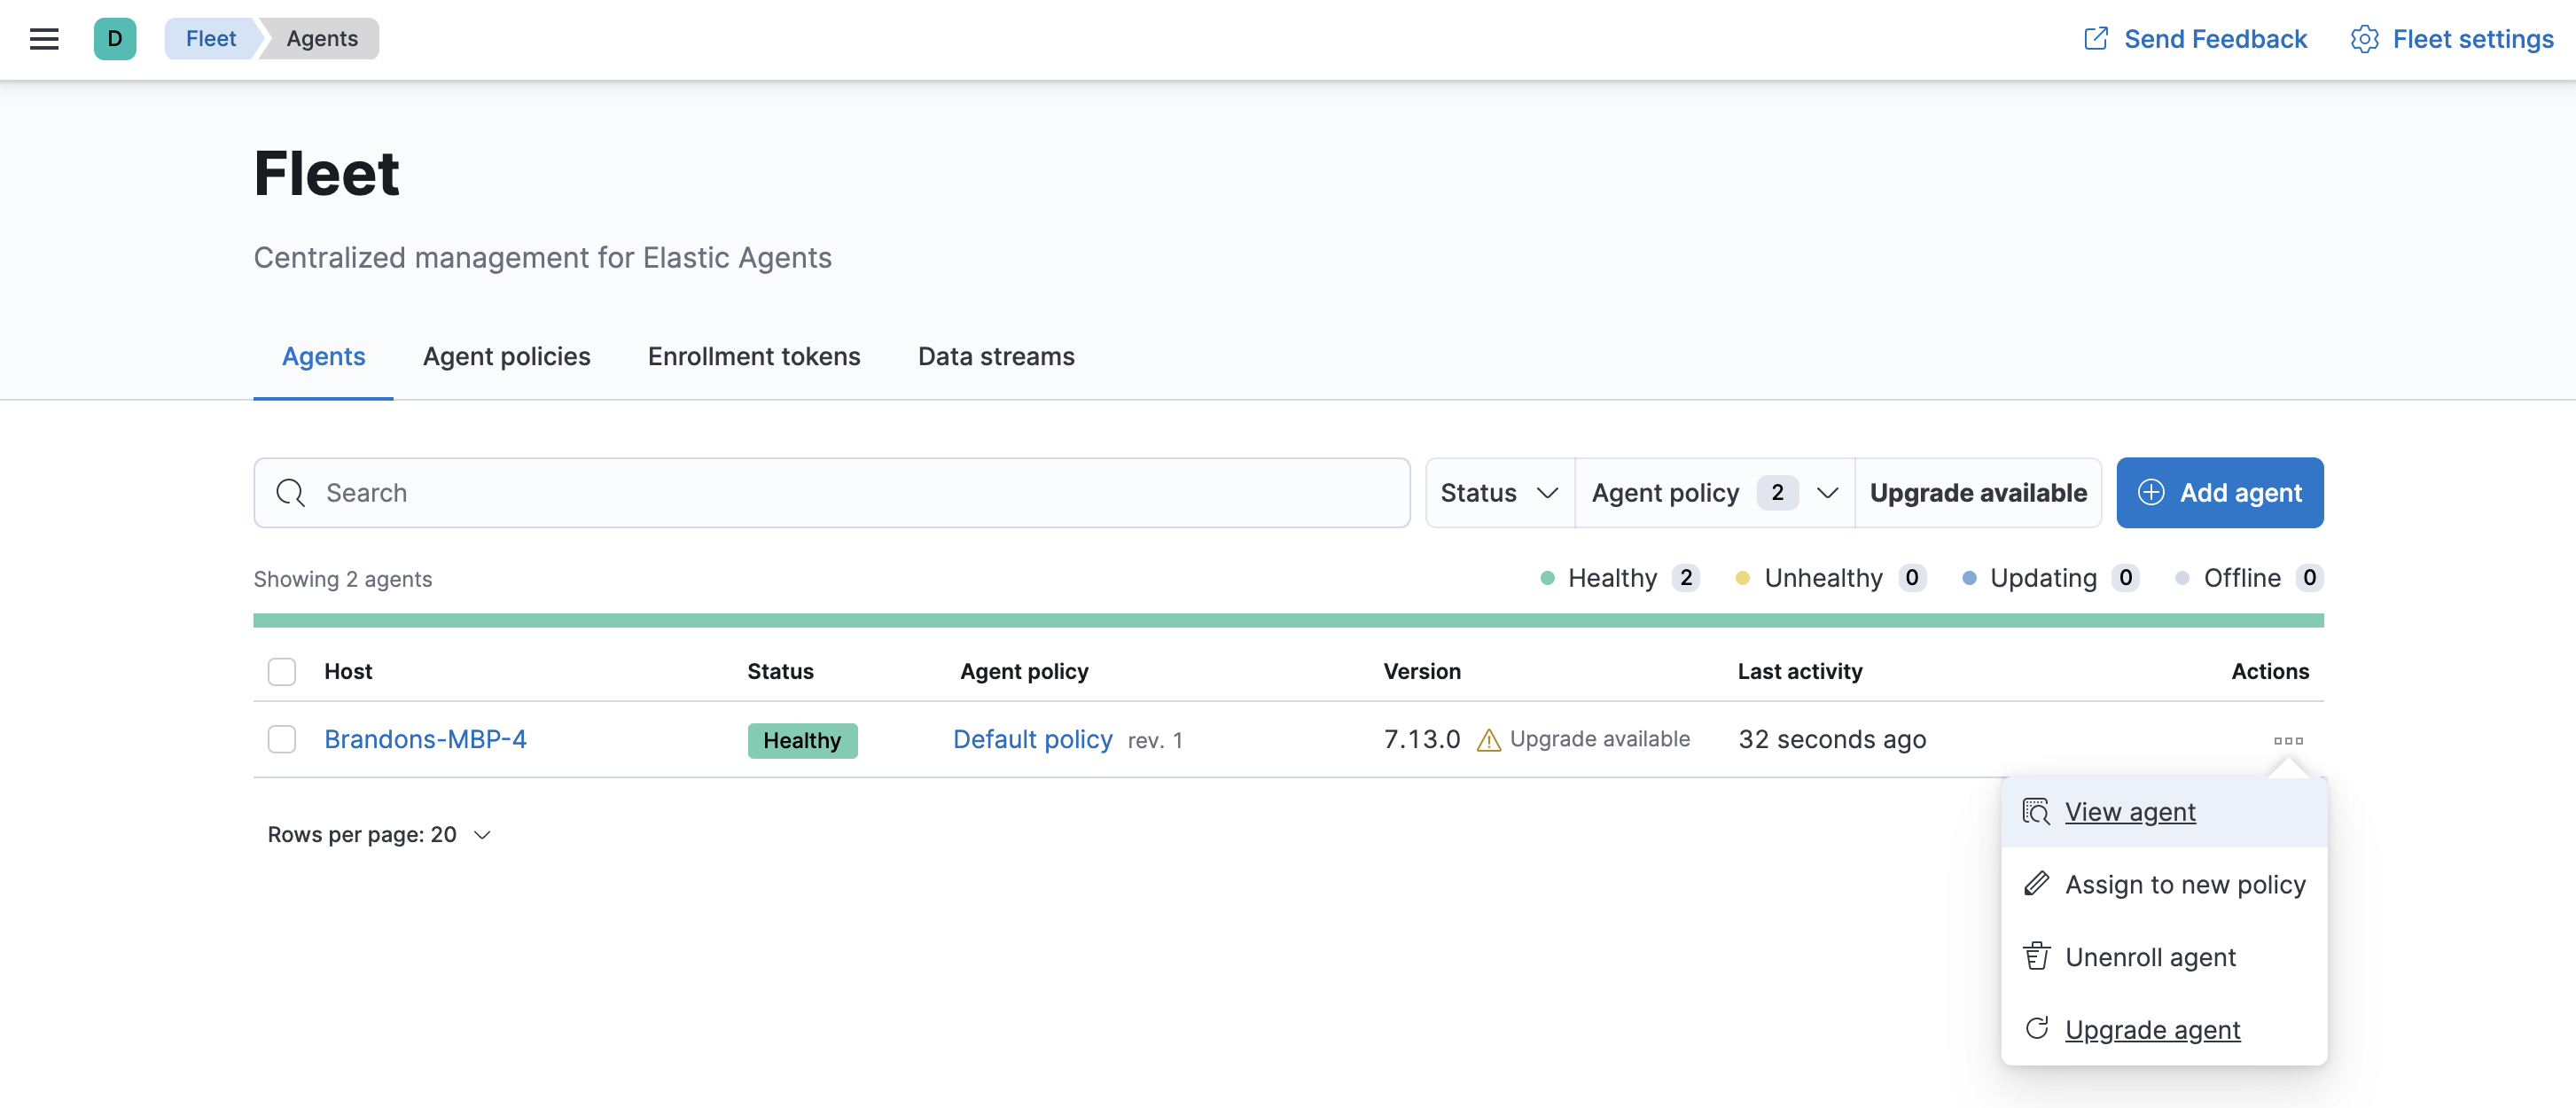 D Fleet Agents Send Feedback Fleet settings
Fleet
Centralized management for Elastic Agents
Agents Agent policies Enrollment tokens Data streams
Search Status Agent policy 2 Upgrade available Add agent
Showing 2 agents Healthy 2 Unhealthy 0 Updating 0 Offline 0
Host Status Agent policy Version Last activity Actions
Brandons-MBP-4 Healthy Default policy rev. 1 7.13.0 Upgrade available 32 seconds ago
View agent
Rows per page: 20
Assign to new policy
Unenroll agent
Upgrade agent